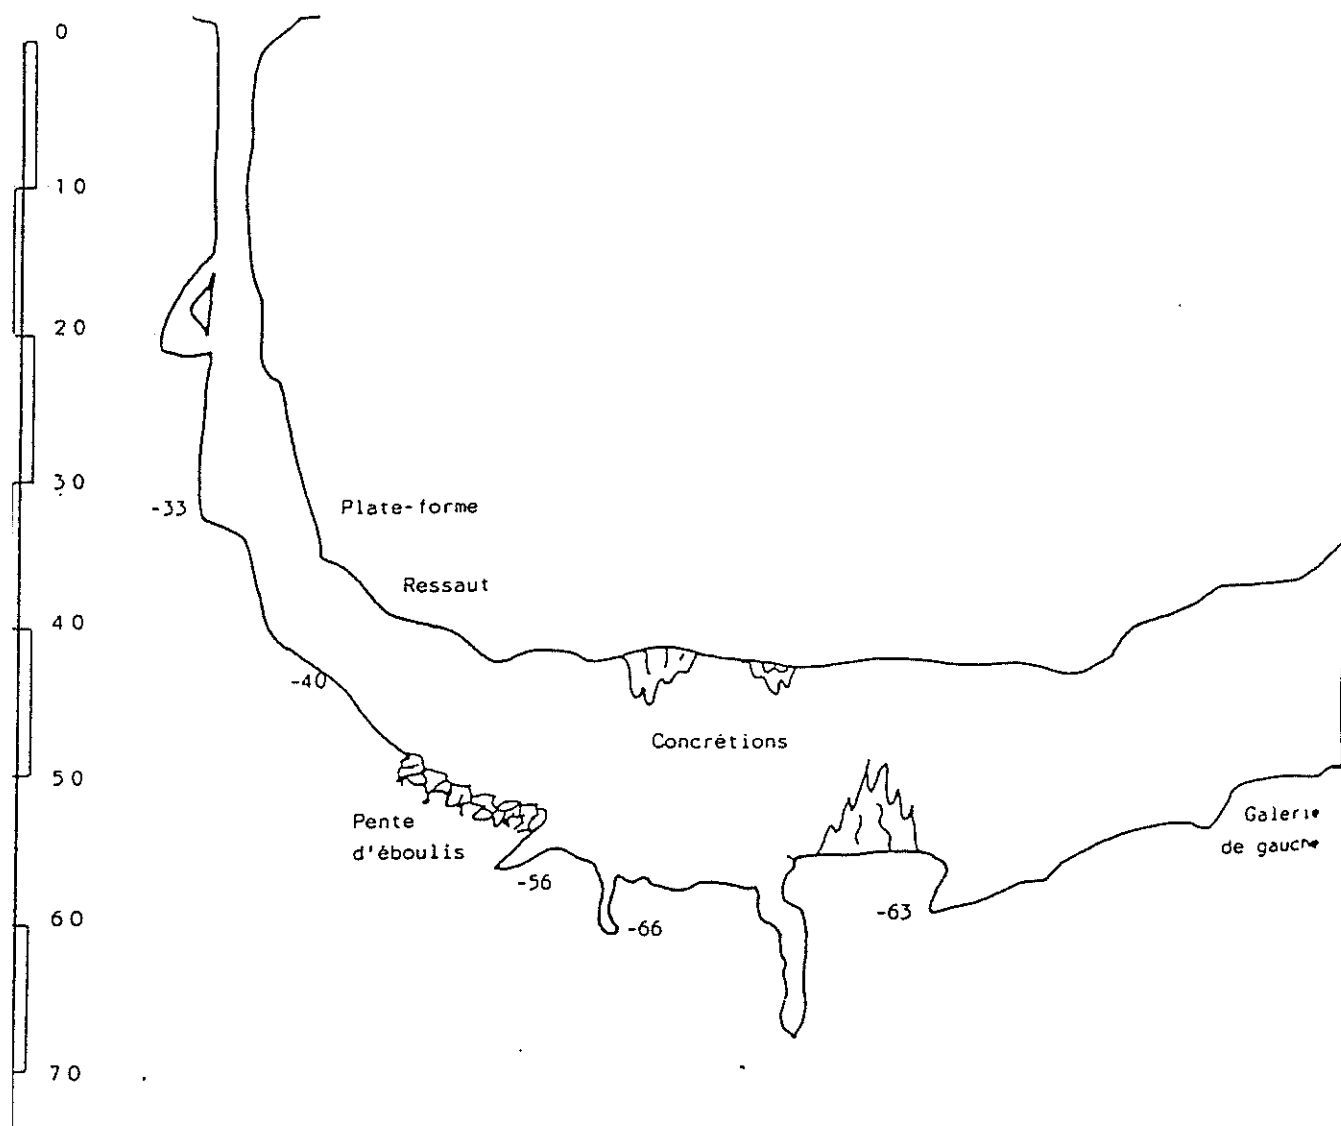 0
10
20
30
-33
Plate-forme
Ressaut
40
-40
Concrétions
50
Pente
d'éboulis
Galerie
de gauche
-56
-63
60
-66
70